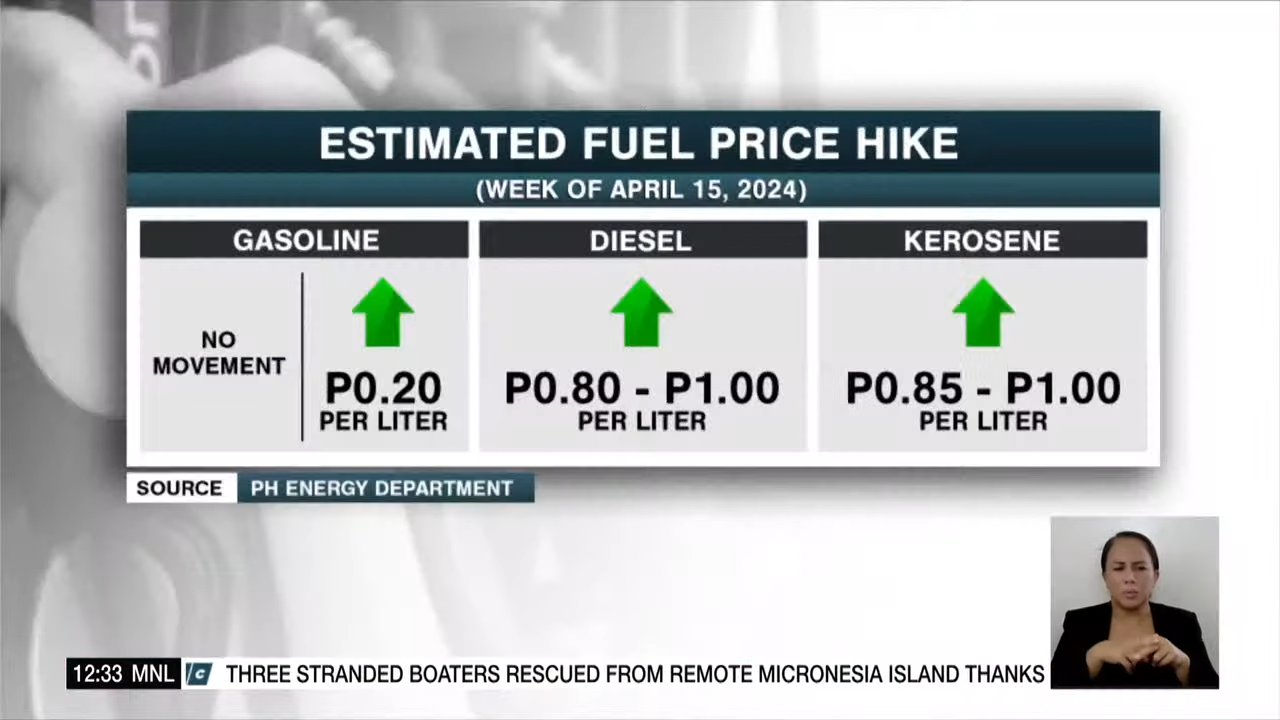 ESTIMATED FUEL PRICE HIKE
(WEEK OF APRIL 15, 2024)
GASOLINE
NO
MOVEMENT
P0.20
PER LITER
DIESEL
P0.80 - P1.00
PER LITER
KEROSENE
P0.85 - P1.00
PER LITER
SOURCE PH ENERGY DEPARTMENT
12:33 MNL THREE STRANDED BOATERS RESCUED FROM REMOTE MICRONESIA ISLAND THANKS